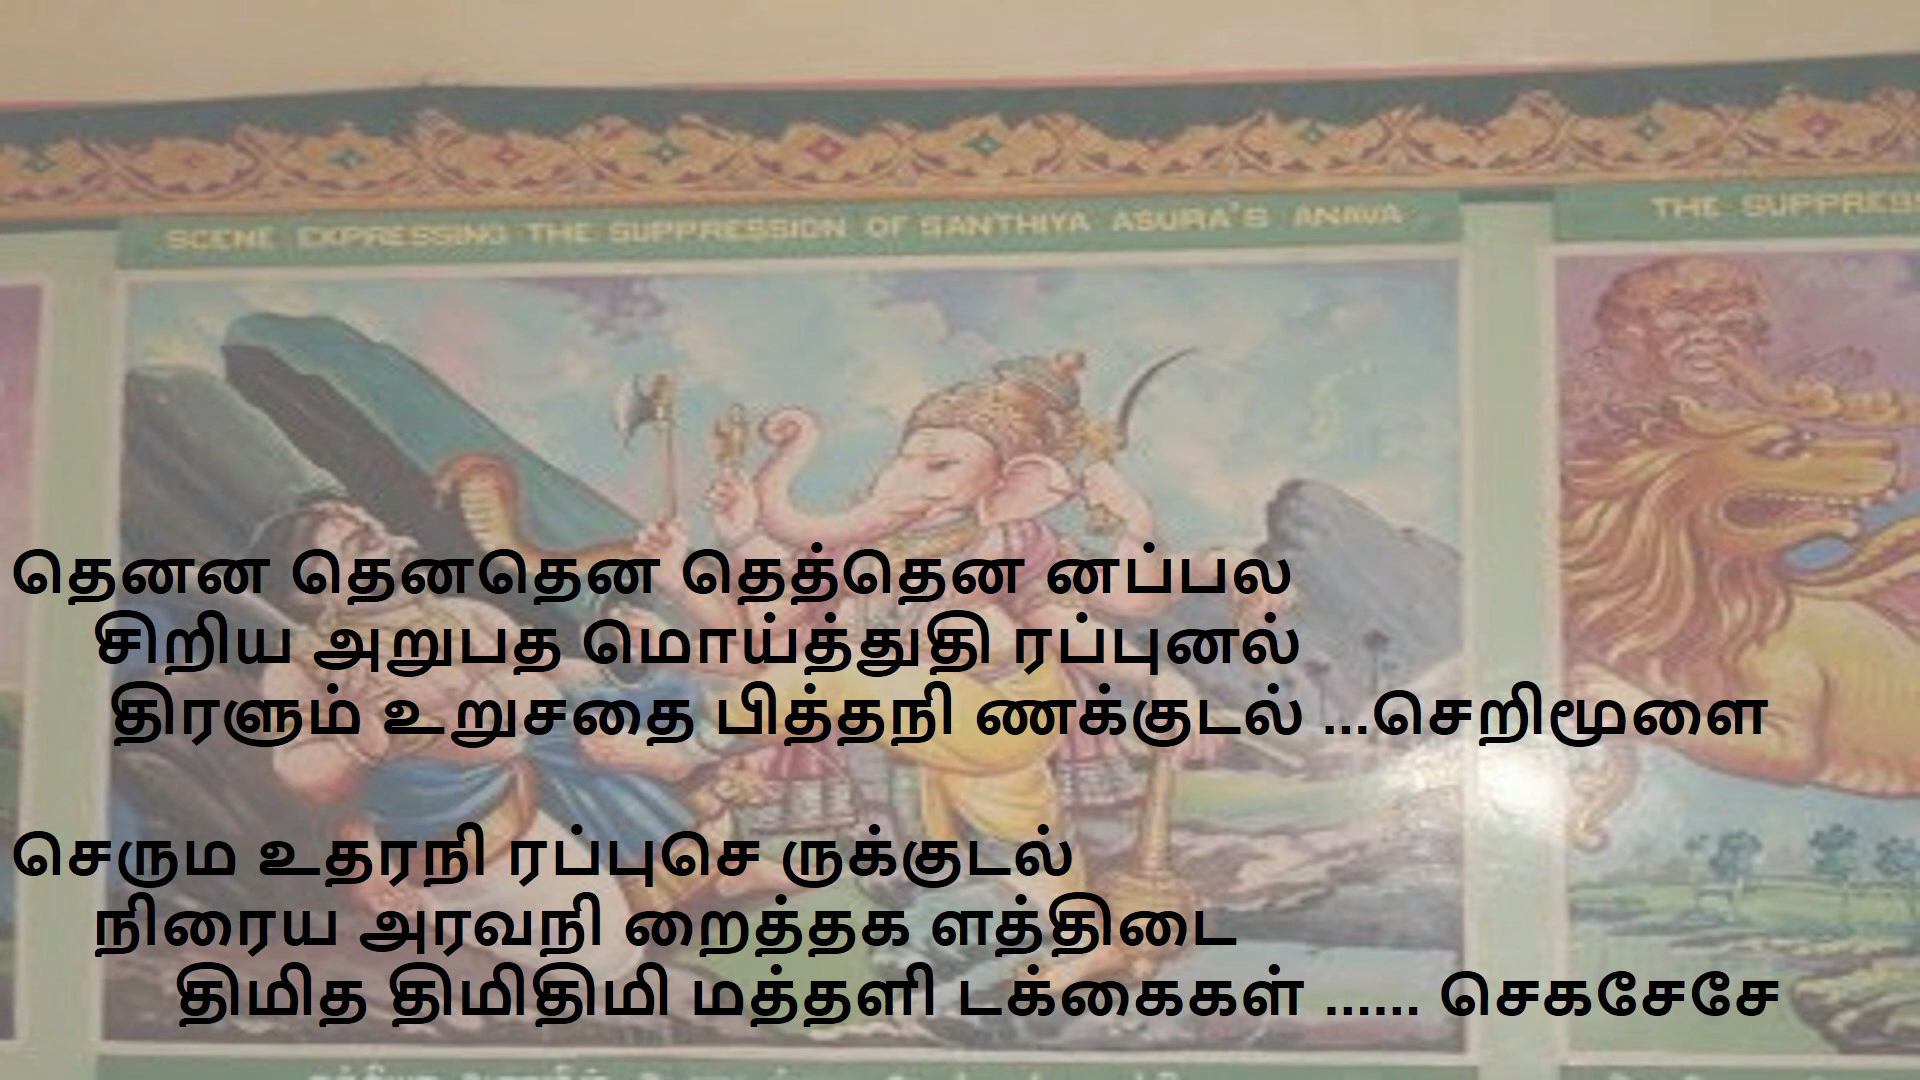 SCENE EXPRESSING THE SUPPRESSION OF SANTHIYA ASURA'S ANAVA
THE SUPPRESS
தெனன தெனதென தெத்தென னப்பல
சிறிய அறுபத மொய்த்துதி ரப்புனல்
திரளும் உறுசதை பித்தநி ணக்குடல் ...செறிமூளை
செரும உதரநி ரப்புசெ ருக்குடல்
நிரைய அரவநி றைத்தக ளத்திடை
திமித திமிதிமி மத்தளி டக்கைகள் ...... செகசேசே